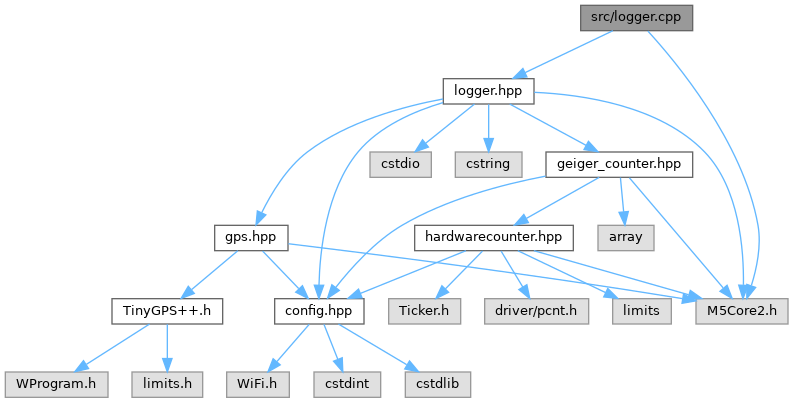 src/logger.cpp
logger.hpp
cstdio
cstring
geiger_counter.hpp
gps.hpp
hardwarecounter.hpp
array
TinyGPS++.h
config.hpp
Ticker.h
driver/pcnt.h
limits
M5Core2.h
WProgram.h
limits.h
WiFi.h
cstdint
cstdlib